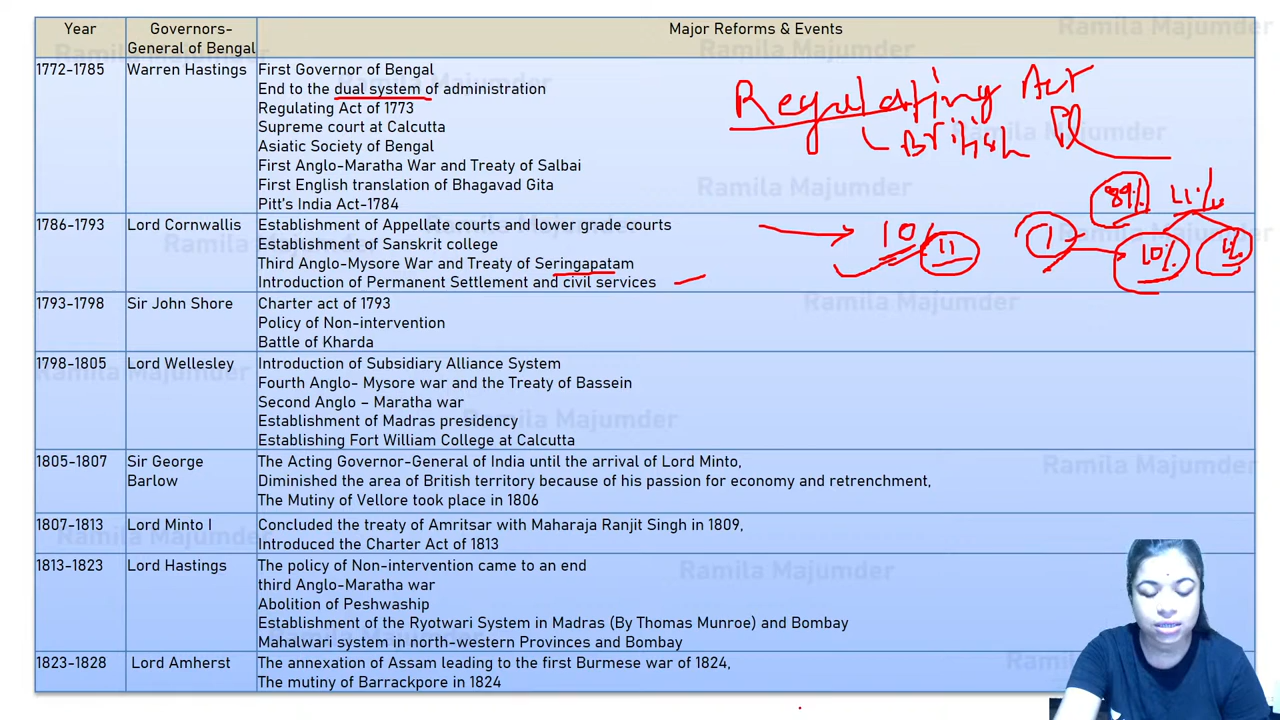 Year Governors-General of Bengal Major Reforms & Events
1772-1785 Warren Hastings First Governor of Bengal
End to the dual system of administration
Regulating Act of 1773
Supreme court at Calcutta
Asiatic Society of Bengal
First Anglo-Maratha War and Treaty of Salbai
First English translation of Bhagavad Gita
Pitt's India Act-1784
Regulating Act
British
1786-1793 Lord Cornwallis Establishment of Appellate courts and lower grade courts
Establishment of Sanskrit college
Third Anglo-Mysore War and Treaty of Seringapatam
Introduction of Permanent Settlement and civil services
10/11
89% 11%
1 10% 1%
1793-1798 Sir John Shore Charter act of 1793
Policy of Non-intervention
Battle of Kharda
1798-1805 Lord Wellesley Introduction of Subsidiary Alliance System
Fourth Anglo- Mysore war and the Treaty of Bassein
Second Anglo – Maratha war
Establishment of Madras presidency
Establishing Fort William College at Calcutta
1805-1807 Sir George Barlow The Acting Governor-General of India until the arrival of Lord Minto,
Diminished the area of British territory because of his passion for economy and retrenchment,
The Mutiny of Vellore took place in 1806
1807-1813 Lord Minto I Concluded the treaty of Amritsar with Maharaja Ranjit Singh in 1809,
Introduced the Charter Act of 1813
1813-1823 Lord Hastings The policy of Non-intervention came to an end
third Anglo-Maratha war
Abolition of Peshwaship
Establishment of the Ryotwari System in Madras (By Thomas Munroe) and Bombay
Mahalwari system in north-western Provinces and Bombay
1823-1828 Lord Amherst The annexation of Assam leading to the first Burmese war of 1824,
The mutiny of Barrackpore in 1824
Ramila Majumder